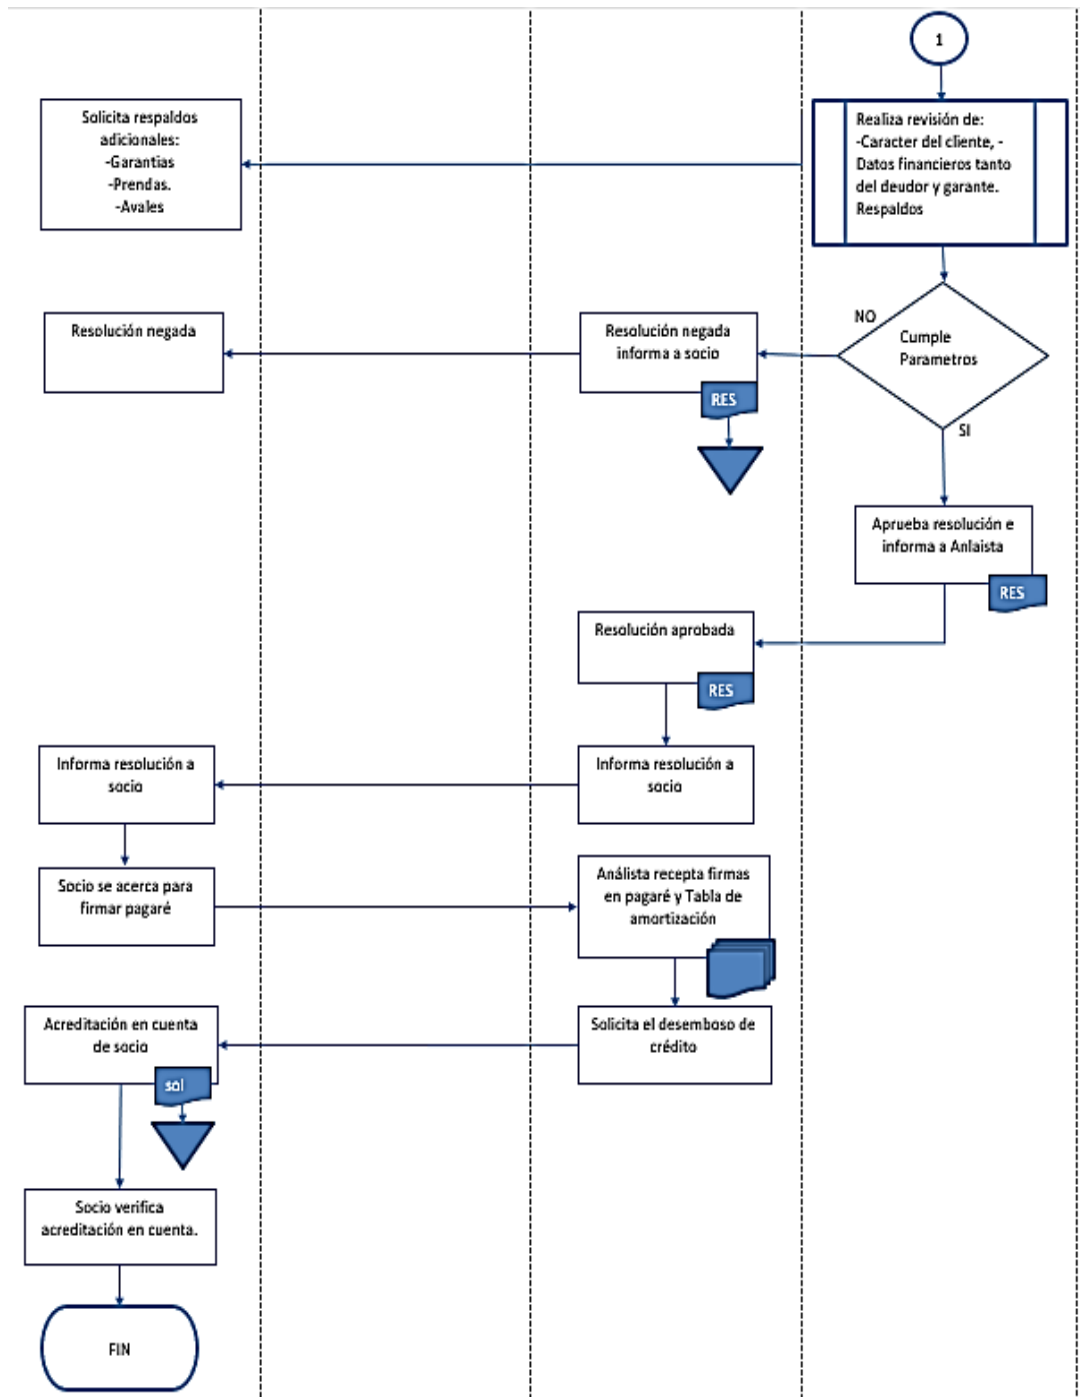 1
Solicita respaldos
adicionales:
-Garantias
-Prendas.
-Avales
Realiza revisión de:
-Caracter del cliente, -
Datos financieros tanto
del deudor y garante.
Respaldos
NO
Cumple
Parametros
SI
Resolución negada
informa a socio
RES
Resolución negada
Aprueba resolución e
informa a Anlaista
RES
Resolución aprobada
RES
Informa resolución a
socio
Informa resolución a
socio
Socio se acerca para
firmar pagaré
Análista recepta firmas
en pagaré y Tabla de
amortización
Solicita el desemboso de
crédito
Acreditación en cuenta
de socio
sol
Socio verifica
acreditación en cuenta.
FIN